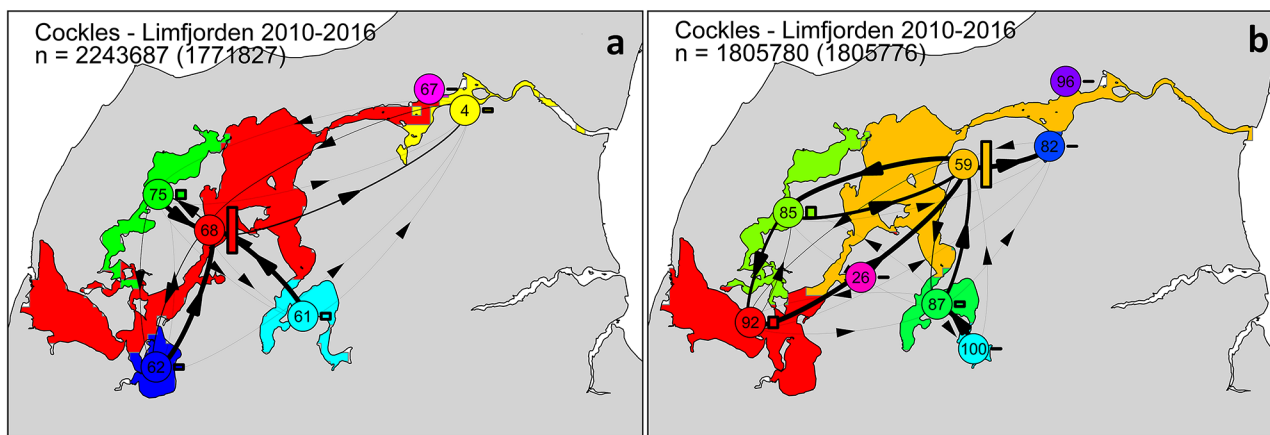 Cockles - Limfjorden 2010-2016
n = 2243687 (1771827)
a
67
4
75
68
61
62
Cockles - Limfjorden 2010-2016
n = 1805780 (1805776)
b
96
82
59
85
26
87
92
100